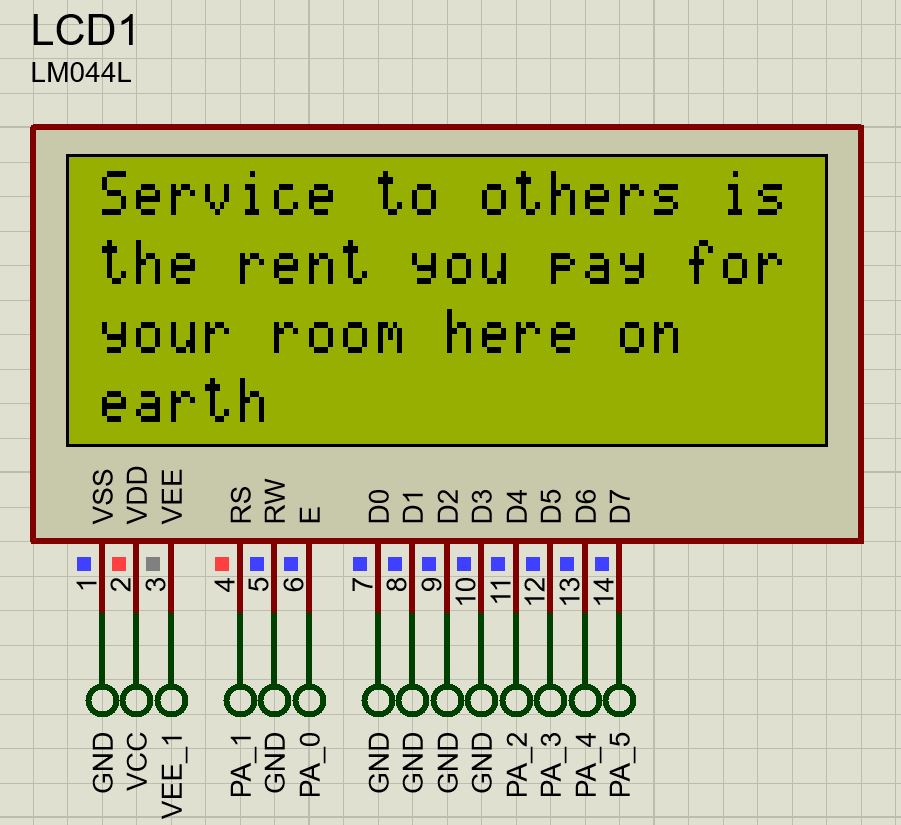 LCD1
LM044L
Service to others is
the rent you pay for
your room here on
earth
VSS VDD VEE RS RW E D0 D1 D2 D3 D4 D5 D6 D7
1 2 3 4 5 6 7 8 9 10 11 12 13 14
GND VCC VEE_1 PA_1 GND PA_0 GND GND GND GND PA_2 PA_3 PA_4 PA_5